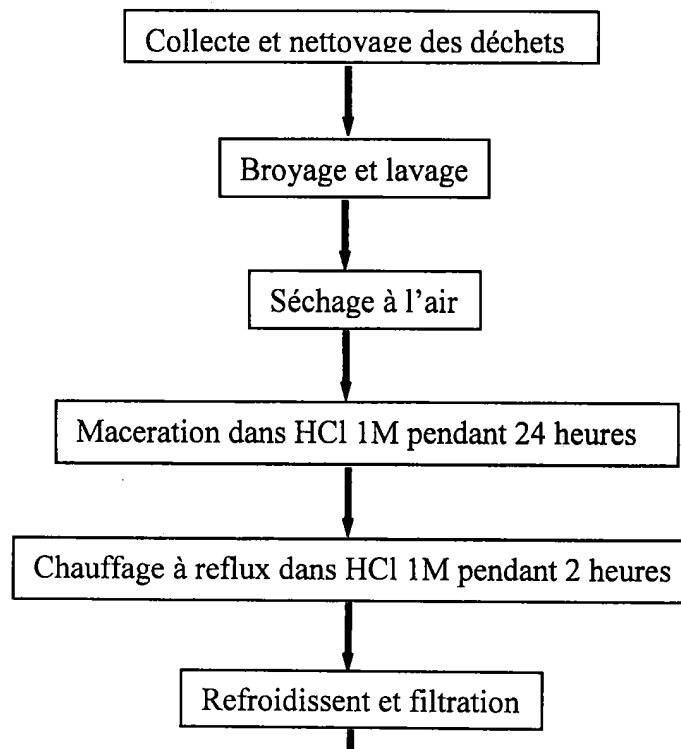 Collecte et nettoyage des déchets
Broyage et lavage
Séchage à l'air
Maceration dans HCl 1M pendant 24 heures
Chauffage à reflux dans HCl 1M pendant 2 heures
Refroidissent et filtration